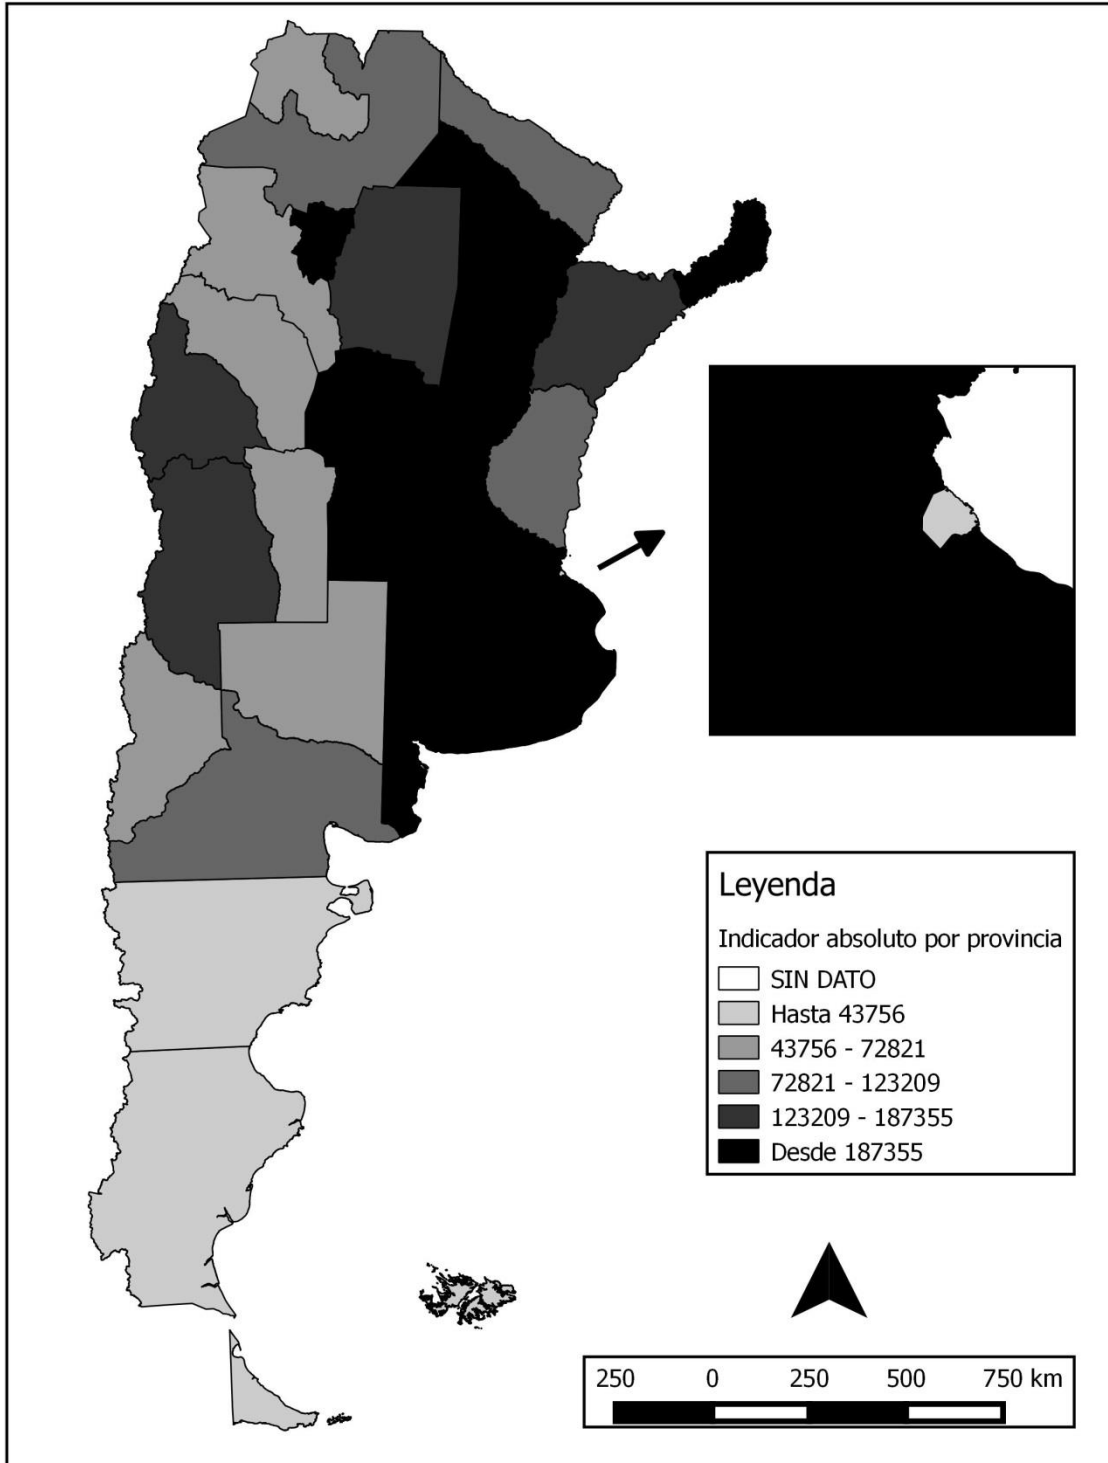 Leyenda
Indicador absoluto por provincia
SIN DATO
Hasta 43756
43756 - 72821
72821 - 123209
123209 - 187355
Desde 187355
250 0 250 500 750 km